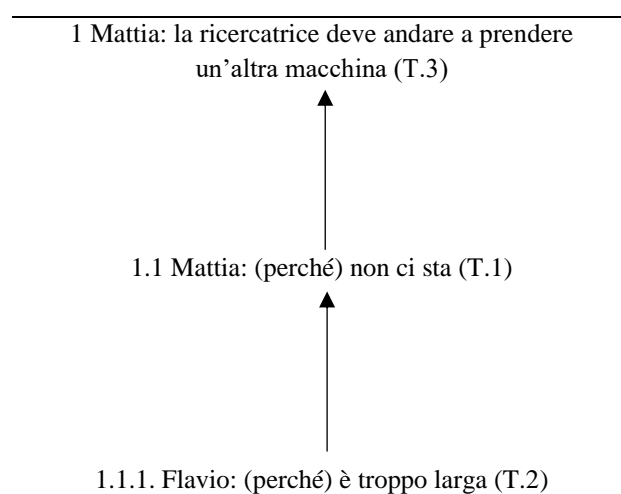 1 Mattia: la ricercatrice deve andare a prendere
un’altra macchina (T.3)
1.1 Mattia: (perché) non ci sta (T.1)
1.1.1. Flavio: (perché) è troppo larga (T.2)